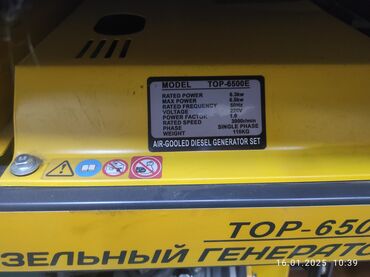 MODEL TOP-6500E
RATED POWER 6.3kw
MAX POWER 6.5kw
RATED FREQUENCY 50Hz
VOLTAGE 220V
POWER FACTOR 1.0
RATED SPEED 3000r/min
PHASE SINGLE PHASE
WEIGHT 115KG
AIR-GOOLED DIESEL GENERATOR SET
TOP-650
ЗЕЛЬНЫЙ ГЕНЕРАТО
16.01.2025 10:39